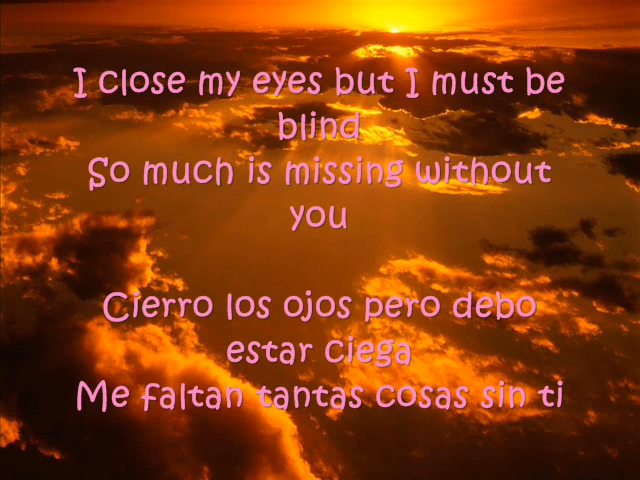 I close my eyes but I must be
blind
So much is missing without
you
Cierro los ojos pero debo
estar ciega
Me faltan tantas cosas sin ti